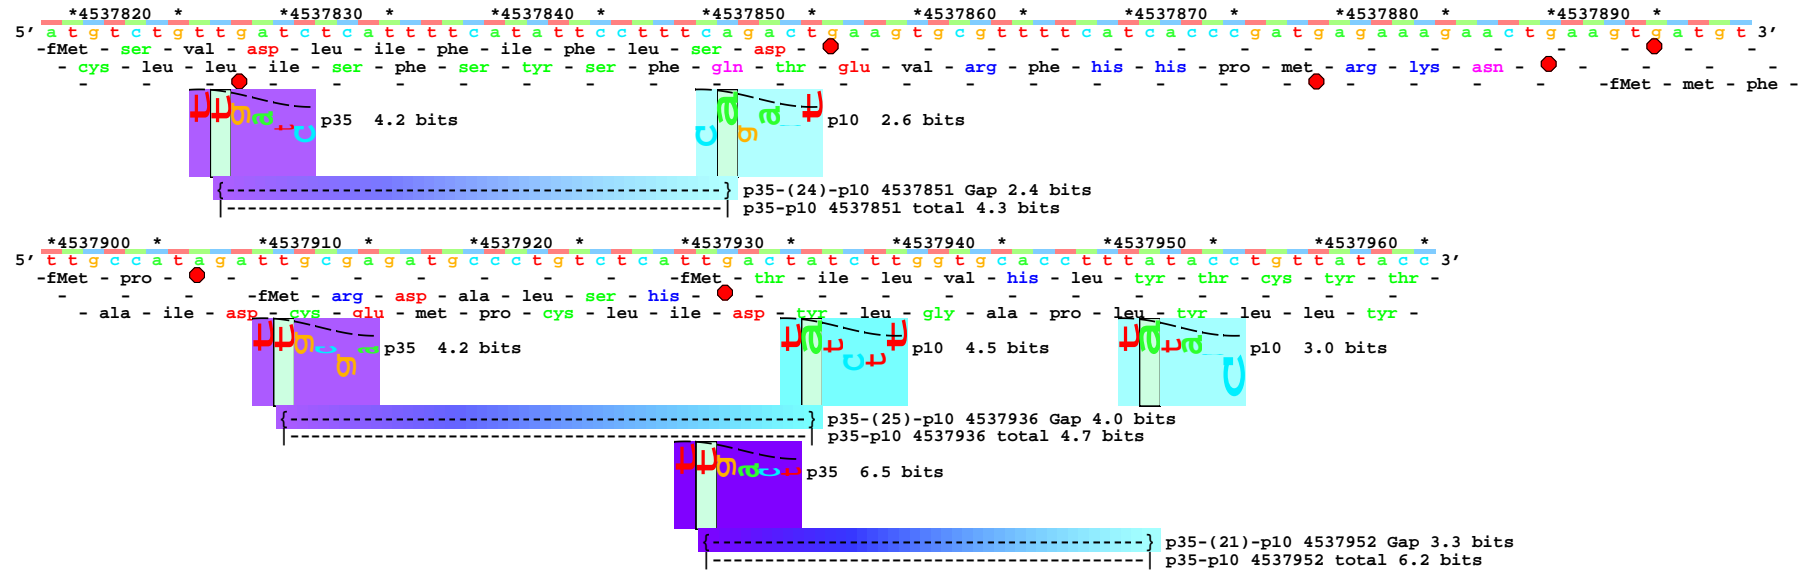 *4537820 * *4537830 * *4537840 * *4537850 * *4537860 * *4537870 * *4537880 * *4537890 *
5' a t g t c t g t t g a t c t c a t t t t c a t a t t c c t t t c a g a c t g a a g t g c g t t t t c a t c a c c c g a t g a g a a a g a a c t g a a g t g a t g t 3'
-fMet - ser - val - asp - leu - ile - phe - ile - phe - leu - ser - asp -
- cys - leu - leu - ile - ser - phe - ser - tyr - ser - phe - gln - thr - glu - val - arg - phe - his - his - pro - met - arg - lys - asn -
-fMet - met - phe -
t t g a t c p35 4.2 bits
c a g a t p10 2.6 bits
{------------------------} p35-(24)-p10 4537851 Gap 2.4 bits
|------------------------| p35-p10 4537851 total 4.3 bits
*4537900 * *4537910 * *4537920 * *4537930 * *4537940 * *4537950 * *4537960 *
5' t t g c c a t a g a t t g c g a g a t g c c c t g t c t c a t t g a c t a t c t t g g t g c a c c t t t a t a c c t g t t a t a c c 3'
-fMet - pro - -fMet - thr - ile - leu - val - his - leu - tyr - thr - cys - tyr - thr -
-fMet - arg - asp - ala - leu - ser - his -
- ala - ile - asp - cys - glu - met - pro - cys - leu - ile - asp - tyr - leu - gly - ala - pro - leu - tyr - leu - leu - tyr -
t t g c g a p35 4.2 bits
t a t c t t p10 4.5 bits
t a t a c p10 3.0 bits
{-------------------------} p35-(25)-p10 4537936 Gap 4.0 bits
|-------------------------| p35-p10 4537936 total 4.7 bits
t t g a c t p35 6.5 bits
{---------------------} p35-(21)-p10 4537952 Gap 3.3 bits
|---------------------| p35-p10 4537952 total 6.2 bits